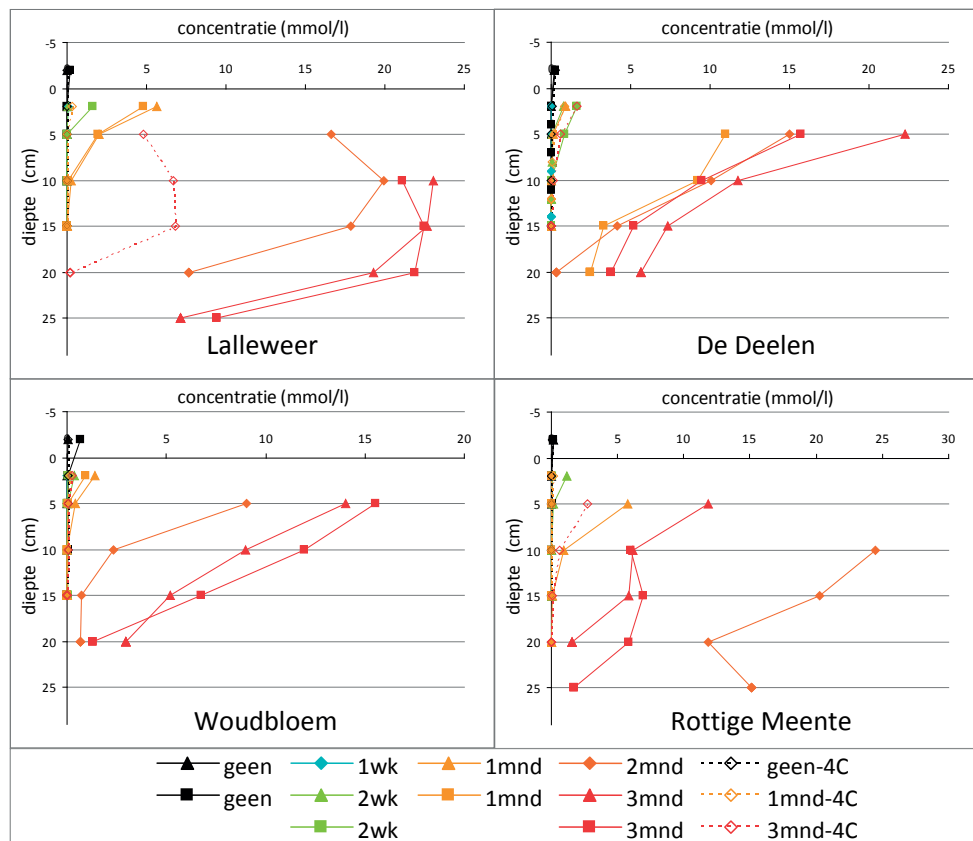 concentratie (mmol/l)
-5 0 5 10 15 20 25
0
5
10
15
20
25
diepte (cm)
Lalleweer
concentratie (mmol/l)
-5 0 5 10 15 20 25
0
5
10
15
20
25
diepte (cm)
De Deelen
concentratie (mmol/l)
-5 0 5 10 15 20
0
5
10
15
20
25
diepte (cm)
Woudbloem
concentratie (mmol/l)
-5 0 5 10 15 20 25 30
0
5
10
15
20
25
diepte (cm)
Rottige Meente
geen 1wk 1mnd 2mnd geen-4C
geen 2wk 1mnd 3mnd 1mnd-4C
2wk 3mnd 3mnd-4C